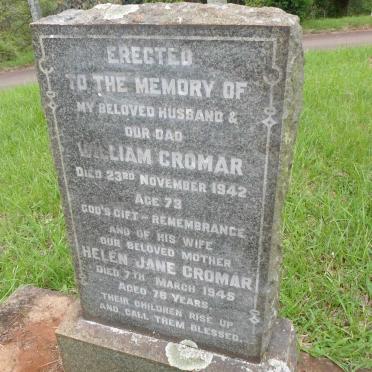 ERECTED
TO THE MEMORY OF
MY BELOVED HUSBAND &
OUR DAD
WILLIAM CROMAR
DIED 23RD NOVEMBER 1942
AGE 73
GOD'S GIFT - REMEMBRANCE
AND OF HIS WIFE
OUR BELOVED MOTHER
HELEN JANE CROMAR
DIED 7TH MARCH 1945
AGED 76 YEARS.
THEIR CHILDREN RISE UP
AND CALL THEM BLESSED.